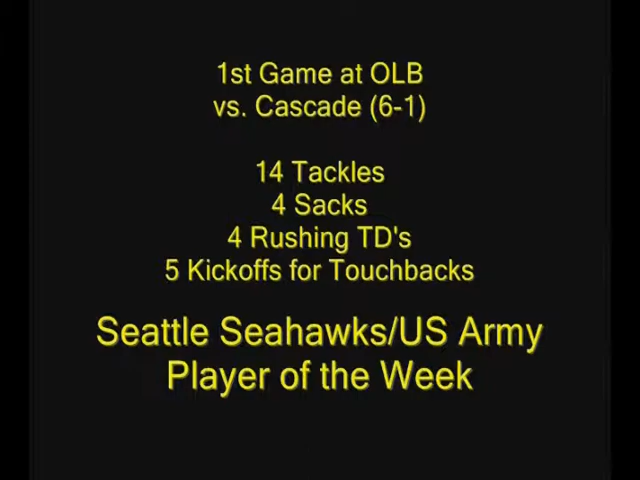 1st Game at OLB
vs. Cascade (6-1)
14 Tackles
4 Sacks
4 Rushing TD's
5 Kickoffs for Touchbacks
Seattle Seahawks/US Army
Player of the Week